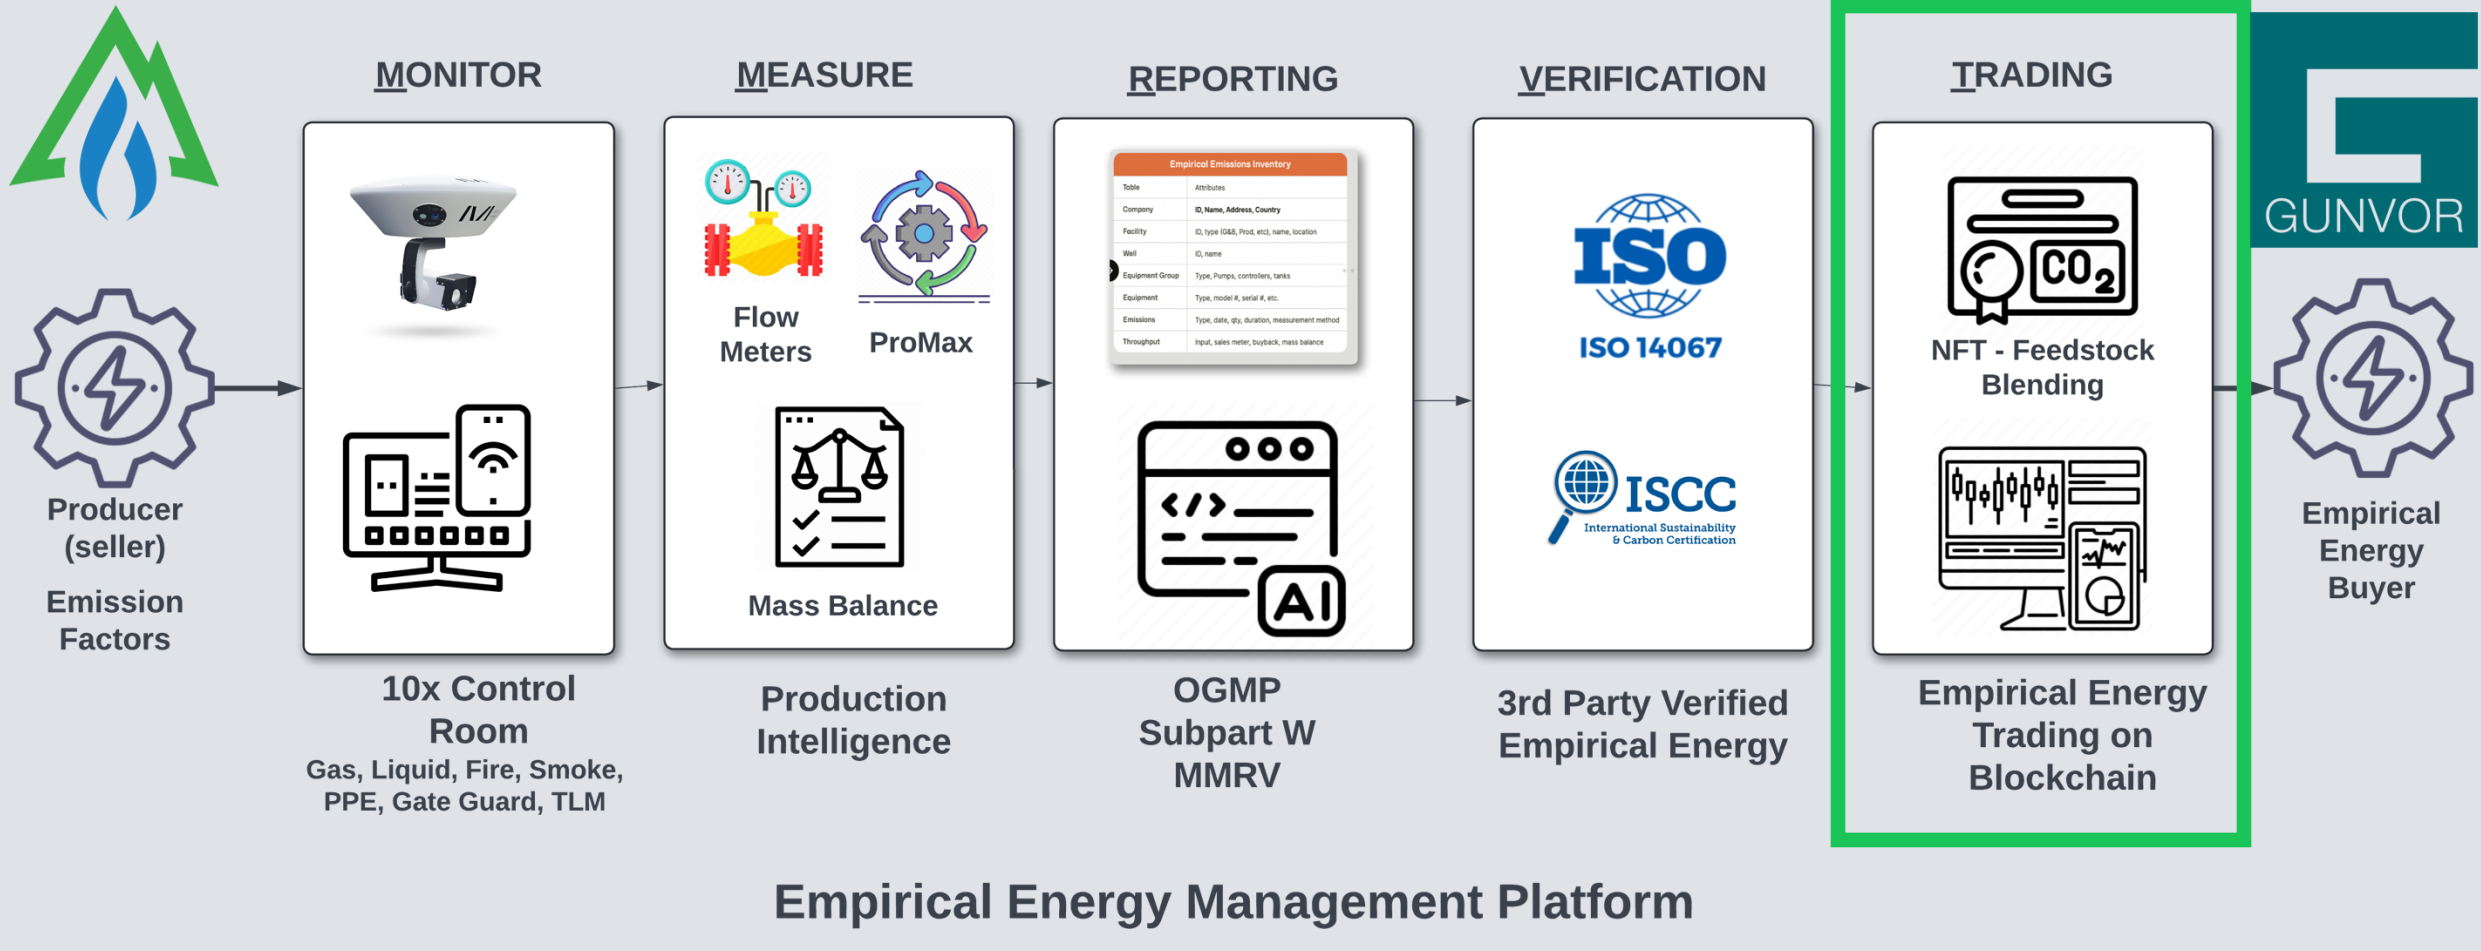 MONITOR
MEASURE
REPORTING
VERIFICATION
TRADING
GUNVOR
Producer
(seller)
Emission
Factors
10x Control
Room
Gas, Liquid, Fire, Smoke,
PPE, Gate Guard, TLM
Flow
Meters
ProMax
Mass Balance
Production
Intelligence
Empirical Emissions Inventory
Table Attributes
Company ID, Name, Address, Country
Facility ID, type (G&B, Prod, etc), name, location
Well ID, name
Equipment Group Type, Pumps, controllers, tanks
Equipment Type, model #, serial #, etc.
Emissions Type, date, qty, duration, measurement method
Throughput Input, sales meter, buyback, mass balance
</>
AI
OGMP
Subpart W
MMRV
ISO
ISO 14067
ISCC
International Sustainability
& Carbon Certification
3rd Party Verified
Empirical Energy
CO2
NFT - Feedstock
Blending
Empirical Energy
Trading on
Blockchain
Empirical
Energy
Buyer
Empirical Energy Management Platform